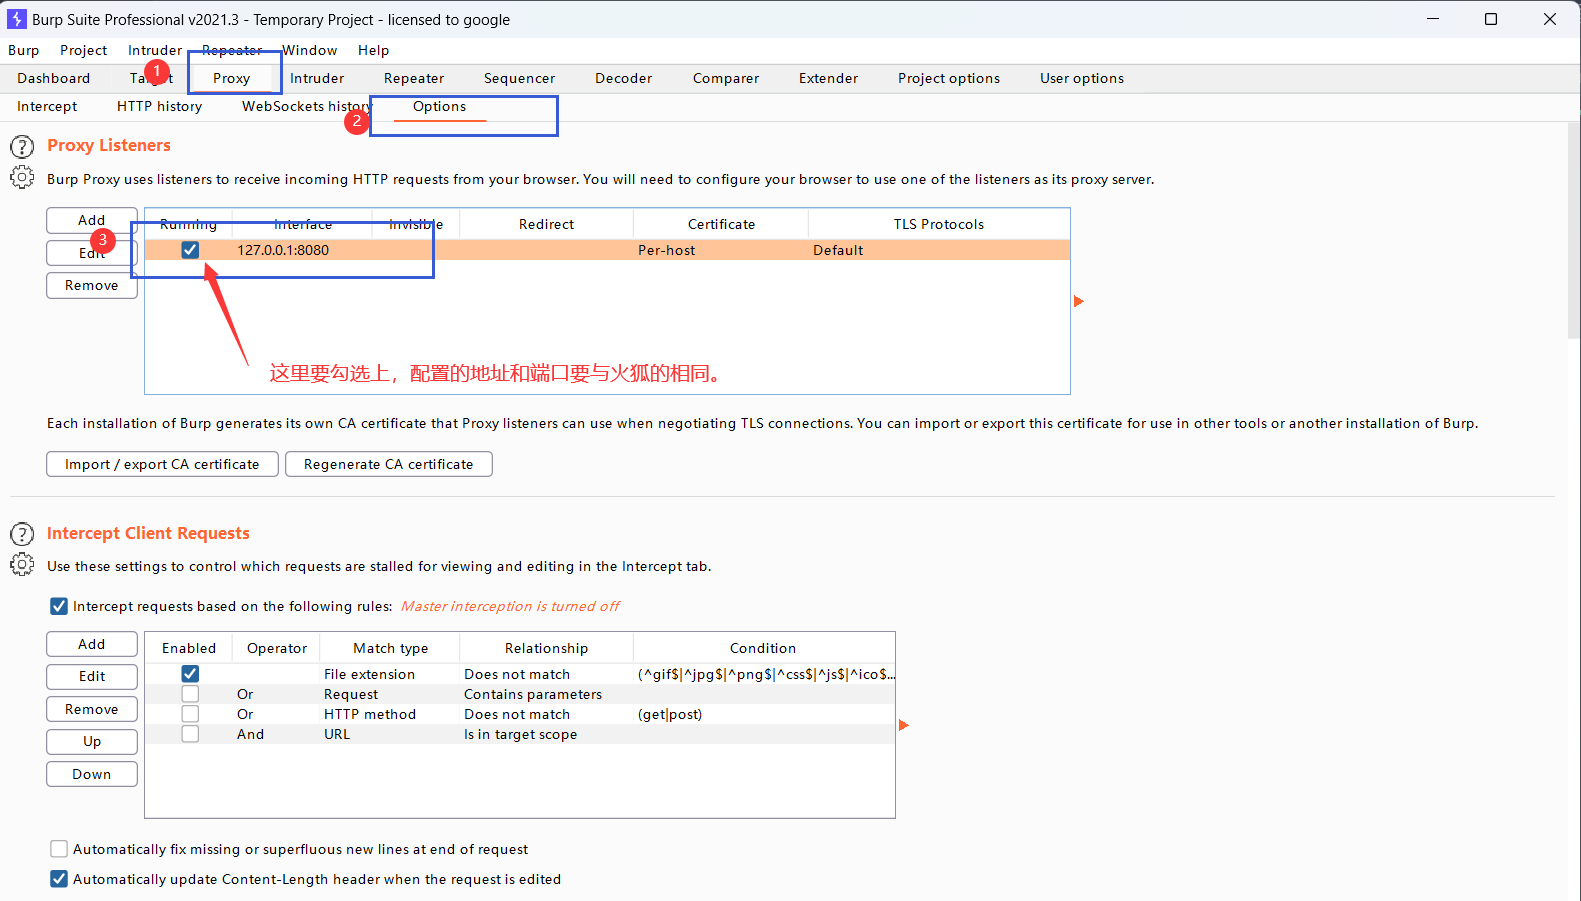 Burp Suite Professional v2021.3 - Temporary Project - licensed to google
Burp Project Intruder Repeater Window Help
Dashboard Target Proxy Intruder Repeater Sequencer Decoder Comparer Extender Project options User options
1
Intercept HTTP history WebSockets history Options
2
Proxy Listeners
Burp Proxy uses listeners to receive incoming HTTP requests from your browser. You will need to configure your browser to use one of the listeners as its proxy server.
Add
Running Interface Invisible Redirect Certificate TLS Protocols
3
Edit
127.0.0.1:8080 Per-host Default
Remove
这里要勾选上，配置的地址和端口要与火狐的相同。
Each installation of Burp generates its own CA certificate that Proxy listeners can use when negotiating TLS connections. You can import or export this certificate for use in other tools or another installation of Burp.
Import / export CA certificate Regenerate CA certificate
Intercept Client Requests
Use these settings to control which requests are stalled for viewing and editing in the Intercept tab.
Intercept requests based on the following rules: Master interception is turned off
Add
Enabled Operator Match type Relationship Condition
Edit
File extension Does not match (^gif$|^jpg$|^png$|^css$|^js$|^ico$...
Or Request Contains parameters
Remove
Or HTTP method Does not match (get|post)
Up
And URL Is in target scope
Down
Automatically fix missing or superfluous new lines at end of request
Automatically update Content-Length header when the request is edited